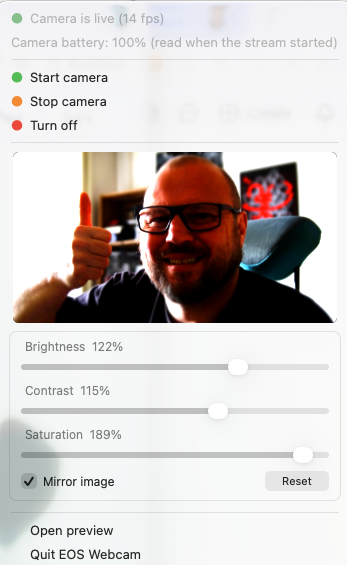 Camera is live (14 fps)
Camera battery: 100% (read when the stream started)
Start camera
Stop camera
Turn off
Brightness 122%
Contrast 115%
Saturation 189%
Mirror image
Reset
Open preview
Quit EOS Webcam